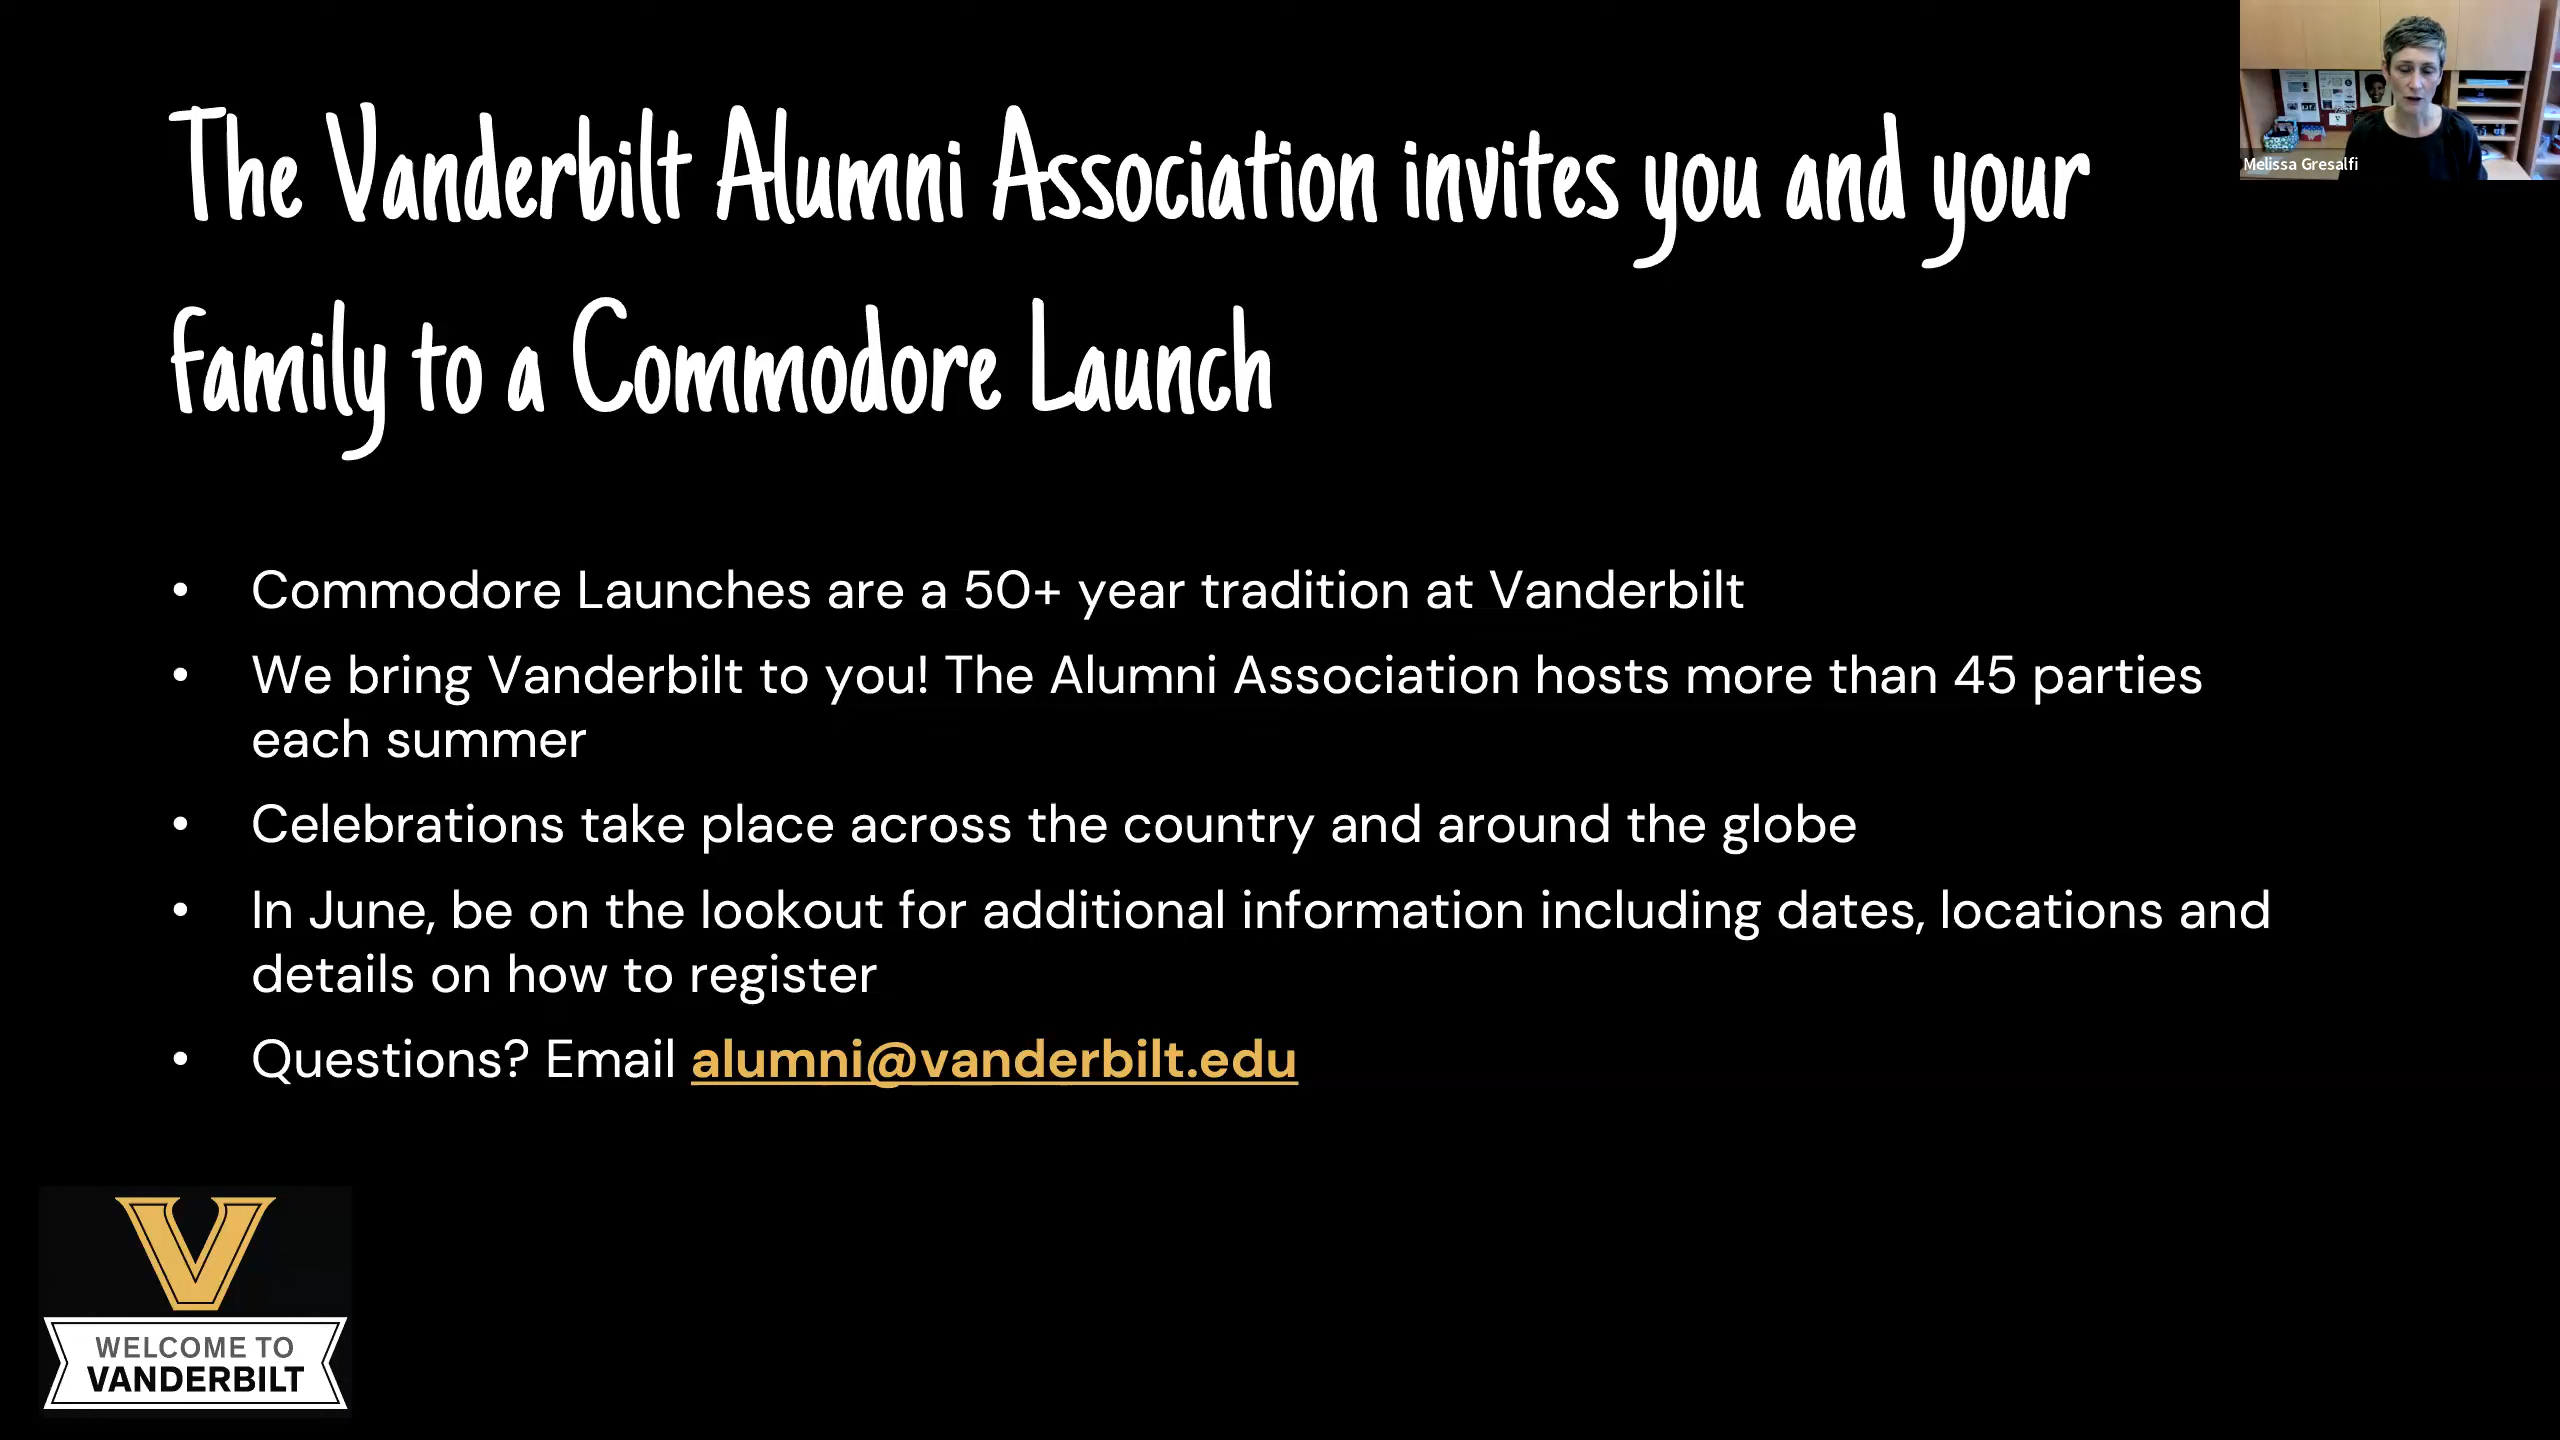 The Vanderbilt Alumni Association invites you and your
family to a Commodore Launch
Melissa Gresalfi
• Commodore Launches are a 50+ year tradition at Vanderbilt
• We bring Vanderbilt to you! The Alumni Association hosts more than 45 parties
each summer
• Celebrations take place across the country and around the globe
• In June, be on the lookout for additional information including dates, locations and
details on how to register
• Questions? Email alumni@vanderbilt.edu
V
WELCOME TO
VANDERBILT